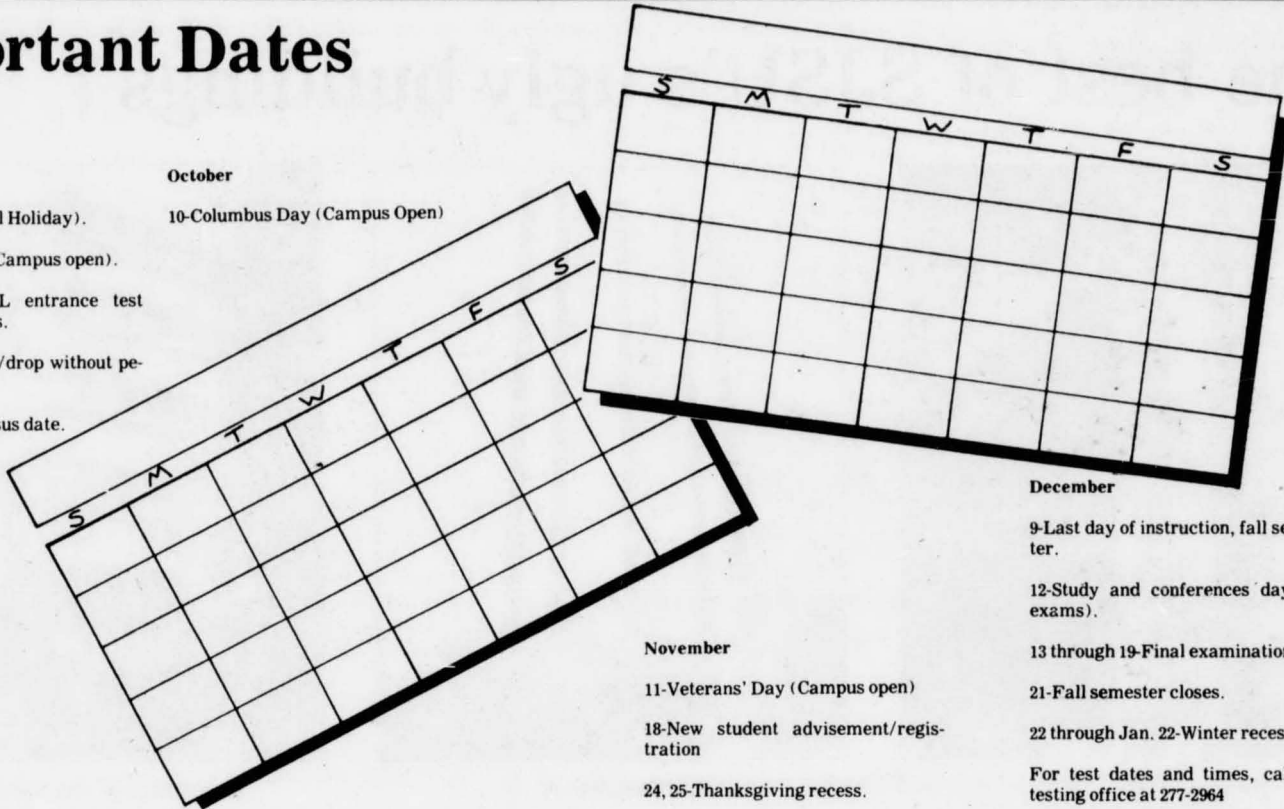 ortant Dates
l Holiday).
Campus open).
L entrance test
s.
/drop without pe-
sus date.
October
10-Columbus Day (Campus Open)
S M T W T F S
S M T W T F S
November
11-Veterans' Day (Campus open)
18-New student advisement/regis-
tration
24, 25-Thanksgiving recess.
December
9-Last day of instruction, fall se
ter.
12-Study and conferences day
exams).
13 through 19-Final examination
21-Fall semester closes.
22 through Jan. 22-Winter reces
For test dates and times, ca
testing office at 277-2964